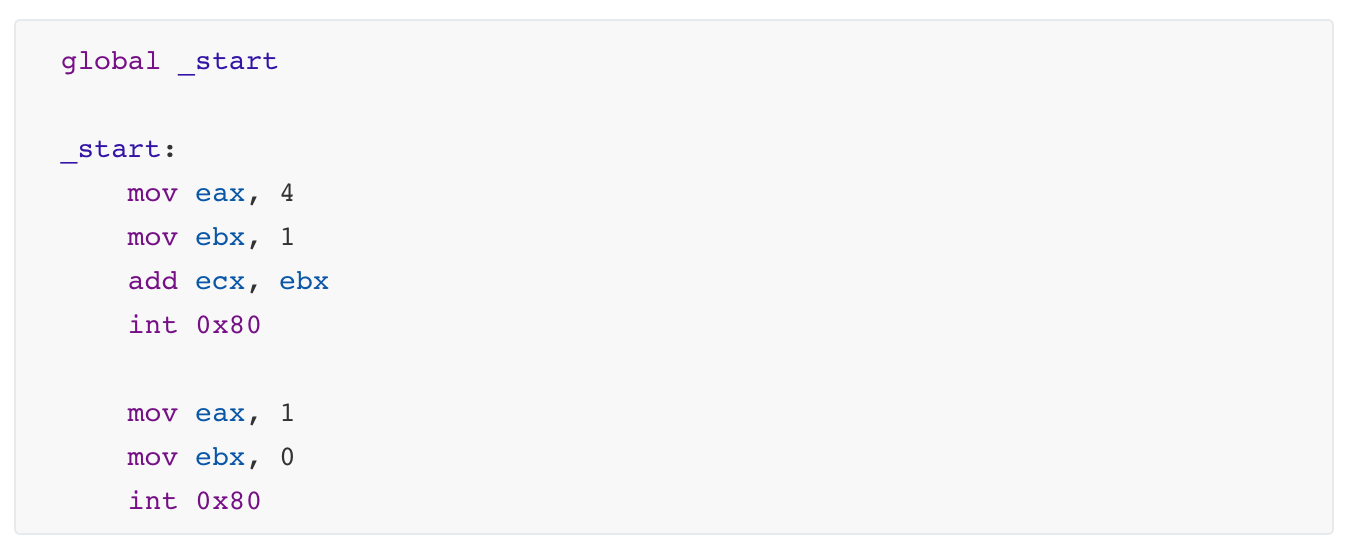 global _start
_start:
mov eax, 4
mov ebx, 1
add ecx, ebx
int 0x80
mov eax, 1
mov ebx, 0
int 0x80